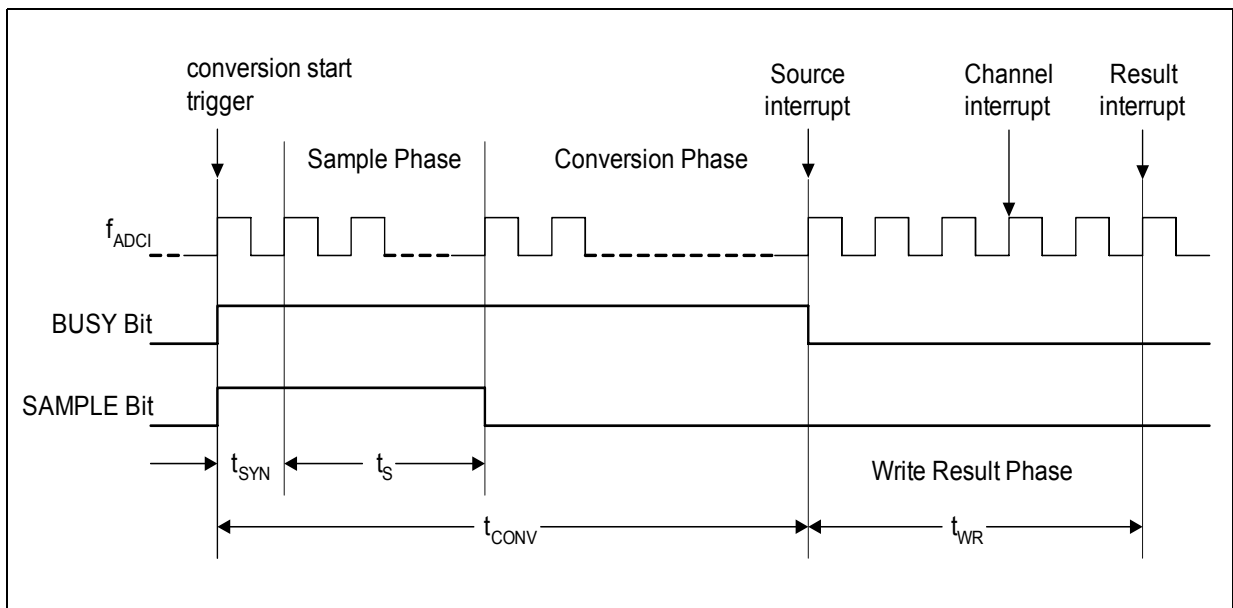 conversion start
trigger
Source
interrupt
Channel
interrupt
Result
interrupt
Sample Phase
Conversion Phase
fADCI
BUSY Bit
SAMPLE Bit
tSYN
tS
Write Result Phase
tCONV
tWR